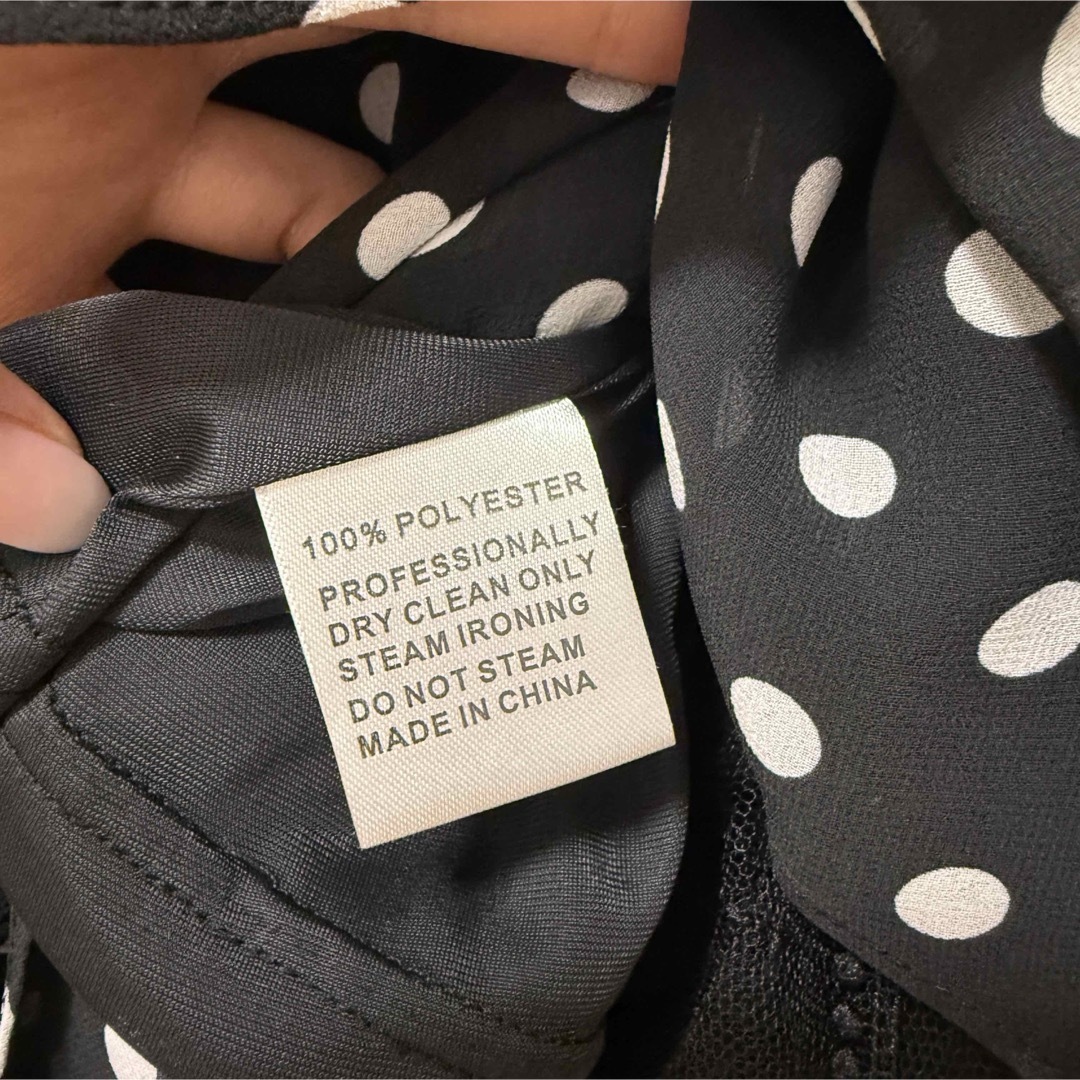 100% POLYESTER
PROFESSIONALLY
DRY CLEAN ONLY
STEAM IRONING
DO NOT STEAM
MADE IN CHINA